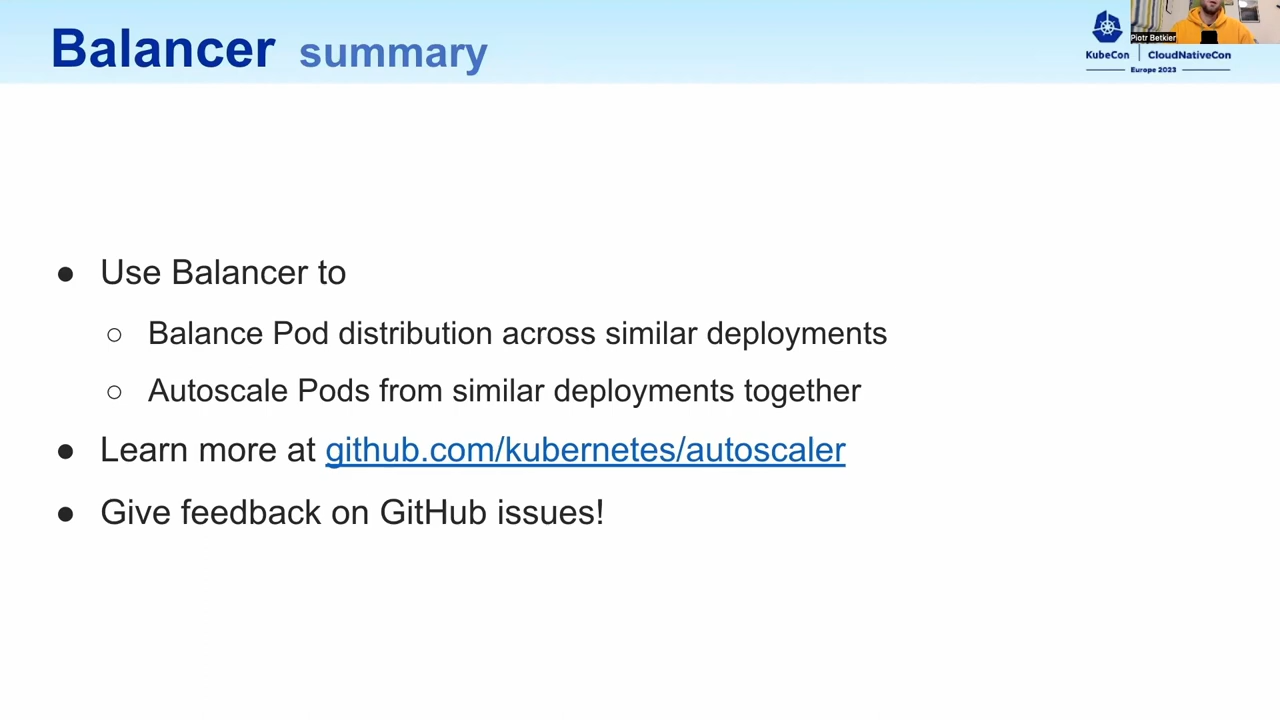 Balancer summary
Piotr Betkier
KubeCon | CloudNativeCon
Europe 2023
● Use Balancer to
○ Balance Pod distribution across similar deployments
○ Autoscale Pods from similar deployments together
● Learn more at github.com/kubernetes/autoscaler
● Give feedback on GitHub issues!